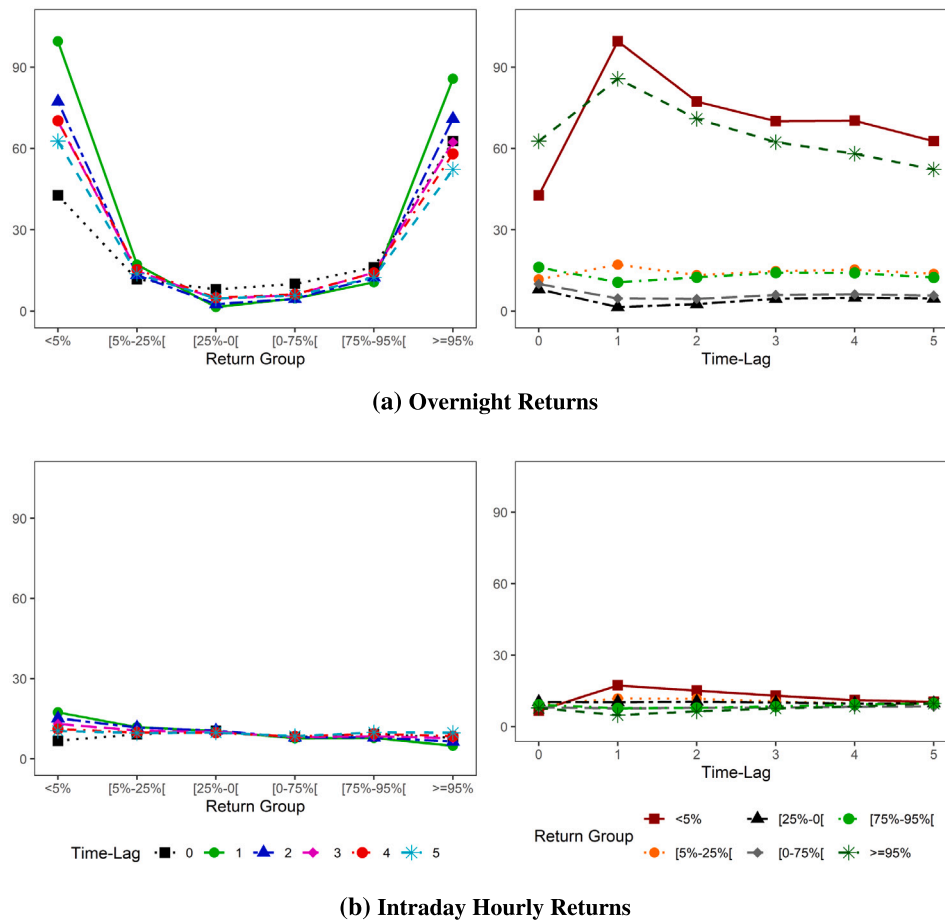 90
60
30
0
<5% [5%-25%[ [25%-0[ [0-75%[ [75%-95%[ >=95%
Return Group
90
60
30
0
0 1 2 3 4 5
Time-Lag
(a) Overnight Returns
90
60
30
0
<5% [5%-25%[ [25%-0[ [0-75%[ [75%-95%[ >=95%
Return Group
Time-Lag 0 1 2 3 4 5
90
60
30
0
0 1 2 3 4 5
Time-Lag
Return Group
<5% [25%-0[ [75%-95%[
[5%-25%[ [0-75%[ >=95%
(b) Intraday Hourly Returns